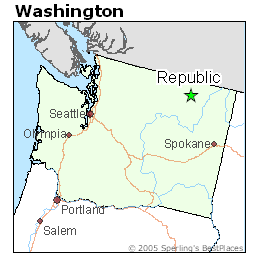 Washington
Republic
Seattle
Olympia
Spokane
Portland
Salem
© 2005 Sperling's BestPlaces